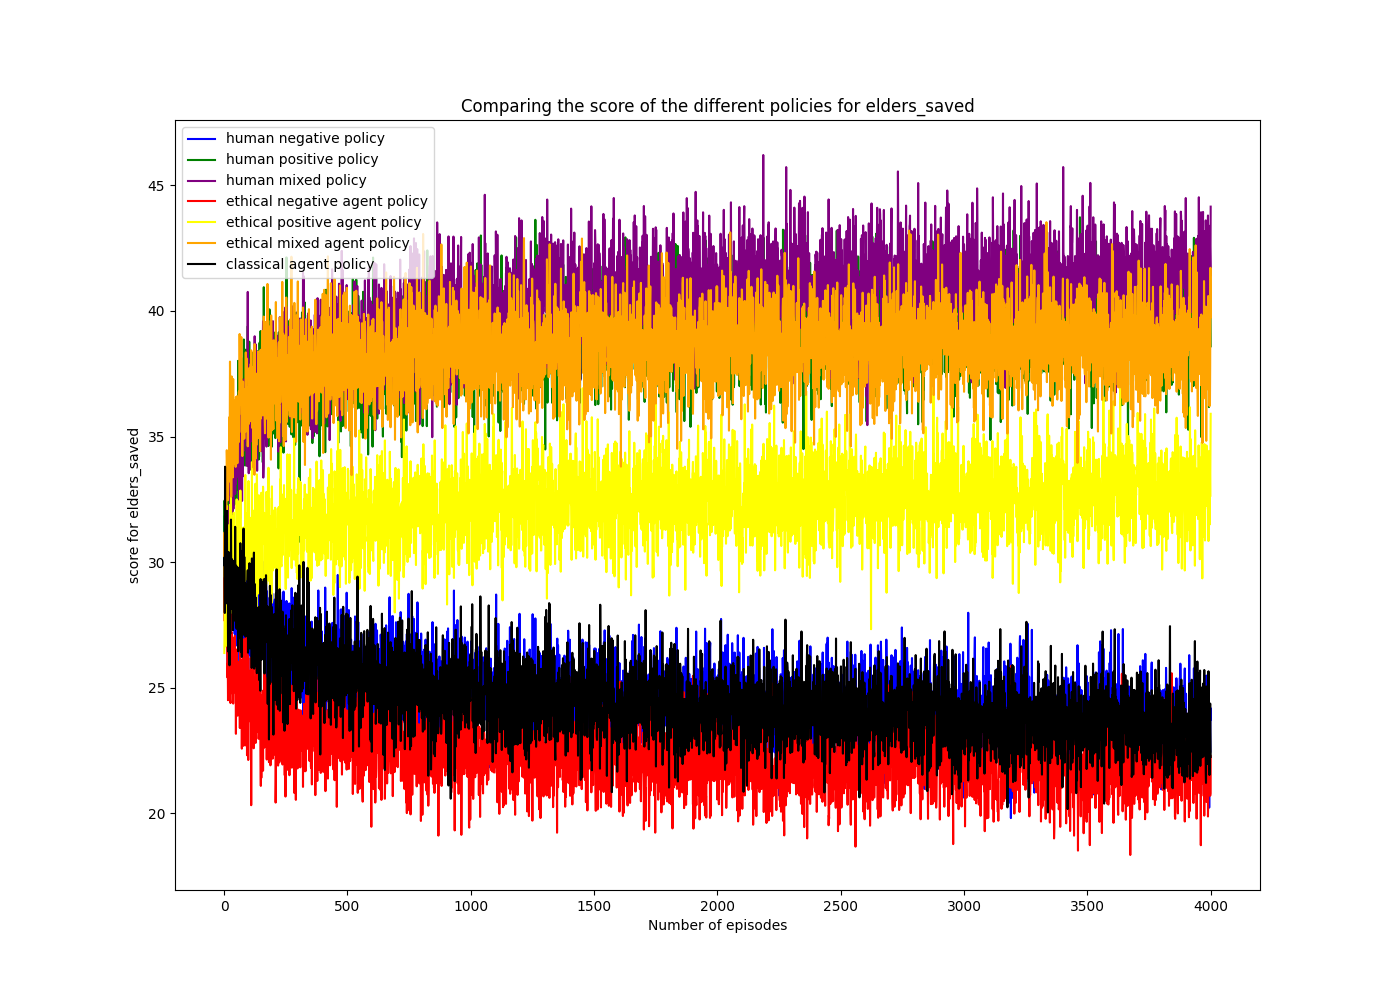 Comparing the score of the different policies for elders_saved
human negative policy
human positive policy
human mixed policy
ethical negative agent policy
ethical positive agent policy
ethical mixed agent policy
classical agent policy
45
40
35
30
25
20
score for elders_saved
0 500 1000 1500 2000 2500 3000 3500 4000
Number of episodes